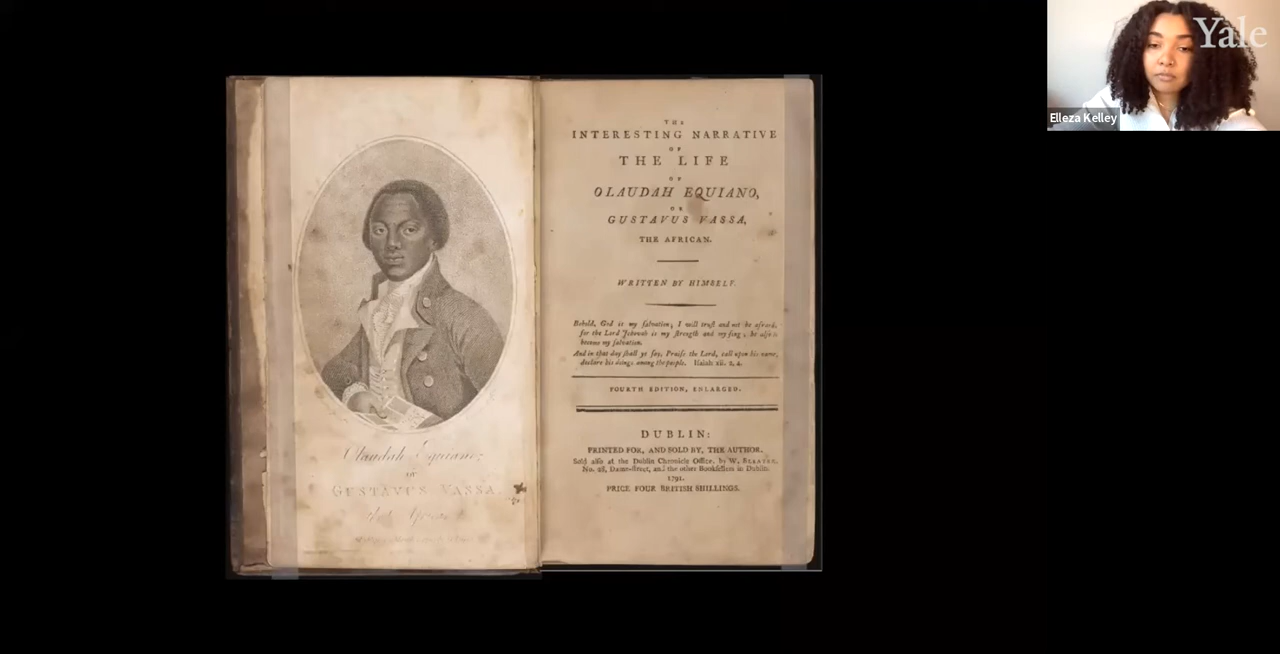 Yale
Elleza Kelley
Olaudah Equiano;
or
GUSTAVUS VASSA,
THE
INTERESTING NARRATIVE
OF
THE LIFE
OF
OLAUDAH EQUIANO,
OR
GUSTAVUS VASSA,
THE AFRICAN.
WRITTEN BY HIMSELF.
Behold, God is my ſalvation; I will truſt and not be afraid,
for the Lord Jehovah is my ſtrength and my ſong; he alſo is
become my ſalvation.
And in that day ſhall ye ſay, Praiſe the Lord, call upon his name,
declare his doings among the people. Iſaiah xii. 2, 4.
FOURTH EDITION, ENLARGED.
DUBLIN:
PRINTED FOR, AND SOLD BY, THE AUTHOR.
Sold alſo at the Dublin Chronicle Office, by W. SLEATER,
No. 28, Dame-ſtreet, and the other Bookſellers in Dublin.
1791.
PRICE FOUR BRITISH SHILLINGS.